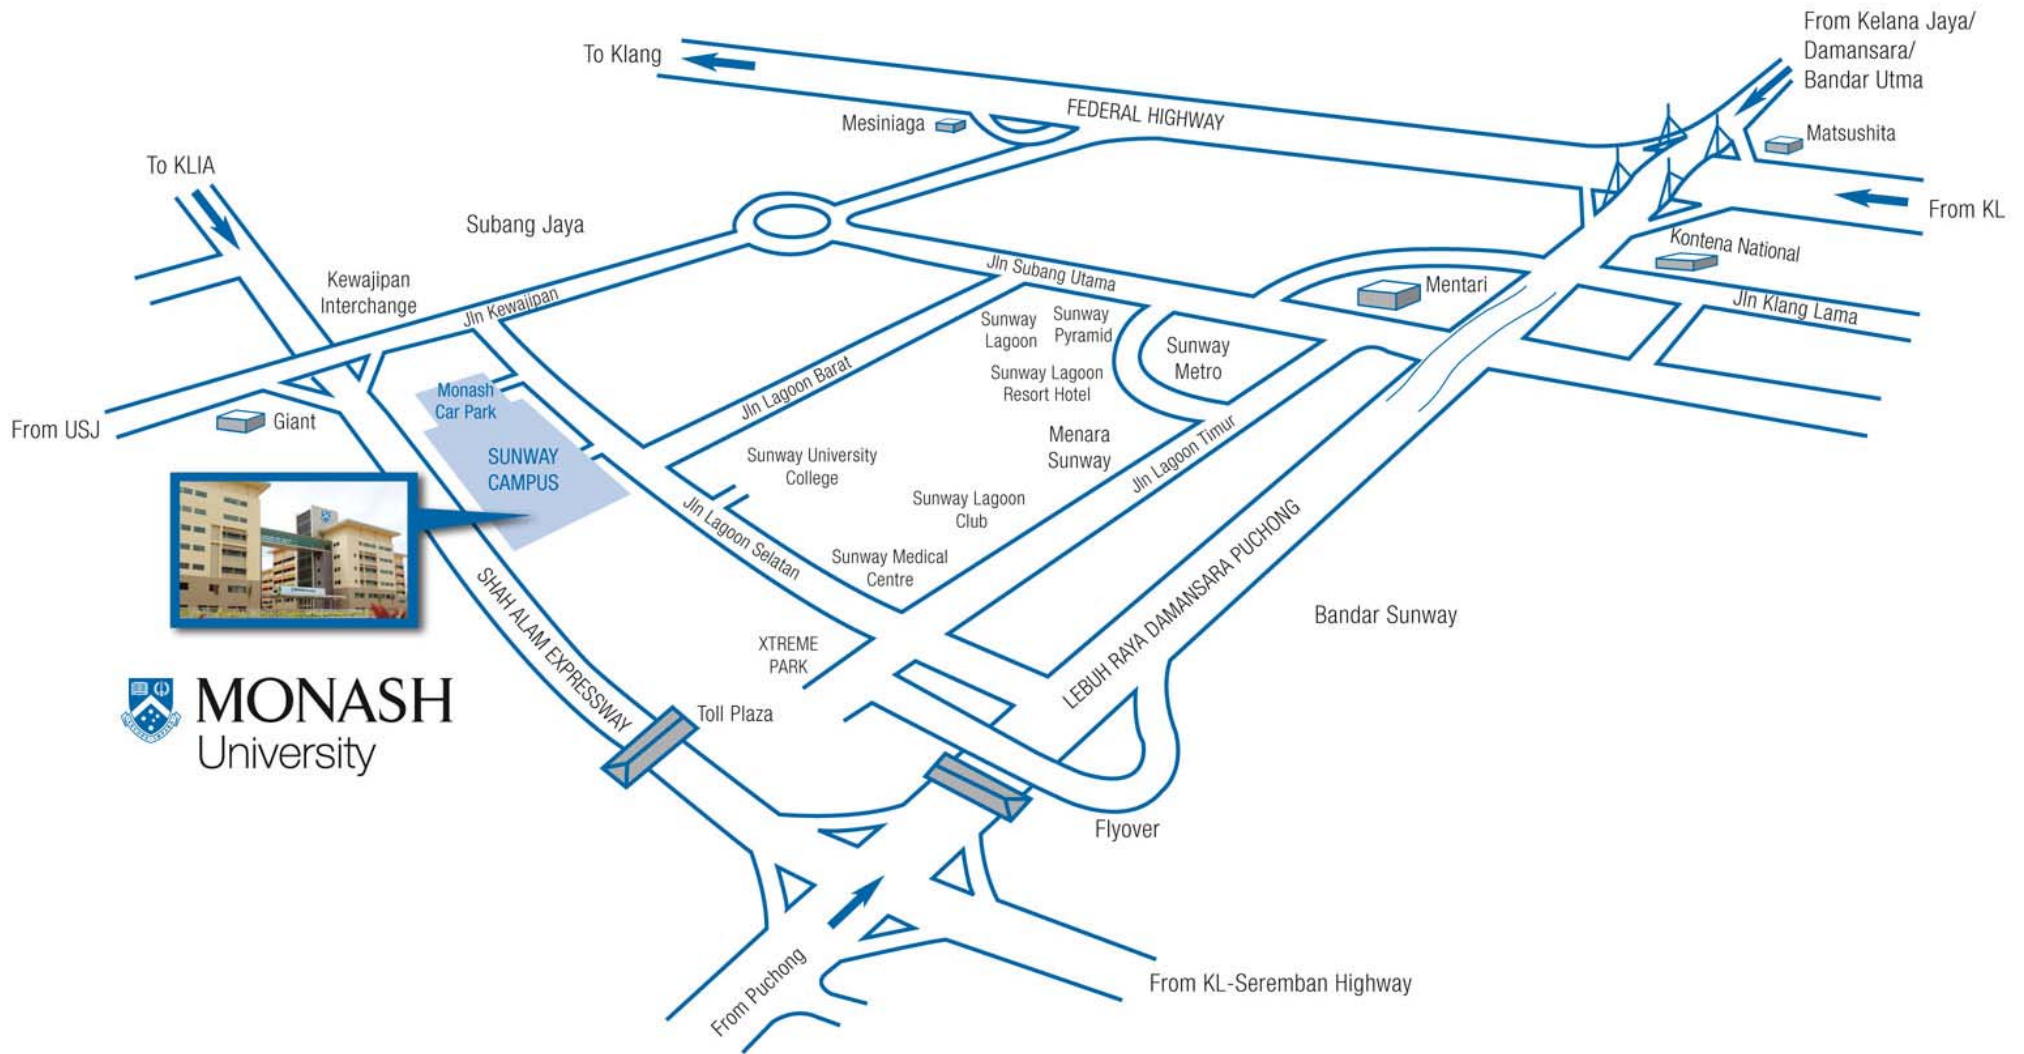 From Kelana Jaya/
Damansara/
Bandar Utma
To Klang
FEDERAL HIGHWAY
Mesiniaga
Matsushita
To KLIA
From KL
Subang Jaya
Kontena National
Jln Subang Utama
Kewajipan
Interchange
Mentari
Jln Kewajipan
Jln Klang Lama
Sunway
Lagoon
Sunway
Pyramid
Sunway
Metro
Sunway Lagoon
Resort Hotel
Jln Lagoon Barat
Monash
Car Park
Giant
From USJ
Menara
Sunway
Jln Lagoon Timur
SUNWAY
CAMPUS
Sunway University
College
Sunway Lagoon
Club
Jln Lagoon Selatan
Sunway Medical
Centre
LEBUH RAYA DAMANSARA PUCHONG
SHAH ALAM EXPRESSWAY
Bandar Sunway
XTREME
PARK
MONASH
University
Toll Plaza
Flyover
From Puchong
From KL-Seremban Highway